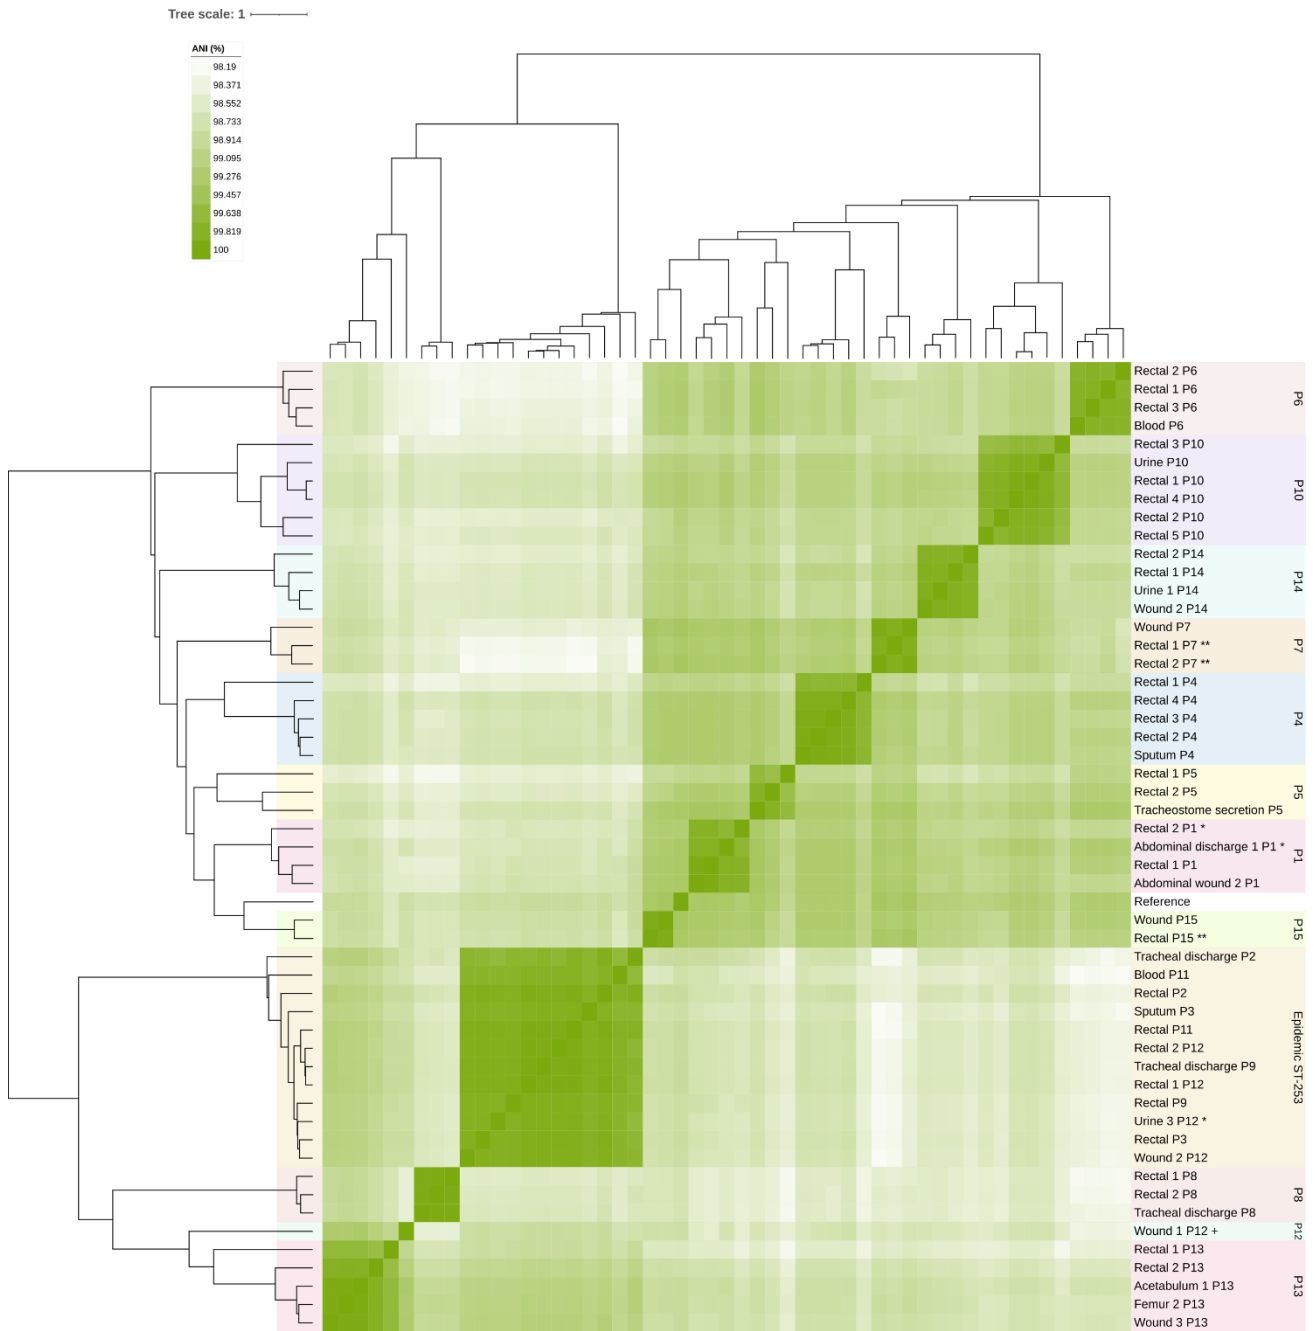 Tree scale: 1
ANI (%)
98.19
98.371
98.552
98.733
98.914
99.095
99.276
99.457
99.638
99.819
100
Rectal 2 P6
Rectal 1 P6
Rectal 3 P6
Blood P6
P6
Rectal 3 P10
Urine P10
Rectal 1 P10
Rectal 4 P10
Rectal 2 P10
Rectal 5 P10
P10
Rectal 2 P14
Rectal 1 P14
Urine 1 P14
Wound 2 P14
P14
Wound P7
Rectal 1 P7 **
Rectal 2 P7 **
P7
Rectal 1 P4
Rectal 4 P4
Rectal 3 P4
Rectal 2 P4
Sputum P4
P4
Rectal 1 P5
Rectal 2 P5
Tracheostome secretion P5
P5
Rectal 2 P1 *
Abdominal discharge 1 P1 *
Rectal 1 P1
Abdominal wound 2 P1
P1
Reference
Wound P15
Rectal P15 **
P15
Tracheal discharge P2
Blood P11
Rectal P2
Sputum P3
Rectal P11
Rectal 2 P12
Tracheal discharge P9
Rectal 1 P12
Rectal P9
Urine 3 P12 *
Rectal P3
Wound 2 P12
Epidemic ST-253
Rectal 1 P8
Rectal 2 P8
Tracheal discharge P8
P8
Wound 1 P12 +
P12
Rectal 1 P13
Rectal 2 P13
Acetabulum 1 P13
Femur 2 P13
Wound 3 P13
P13